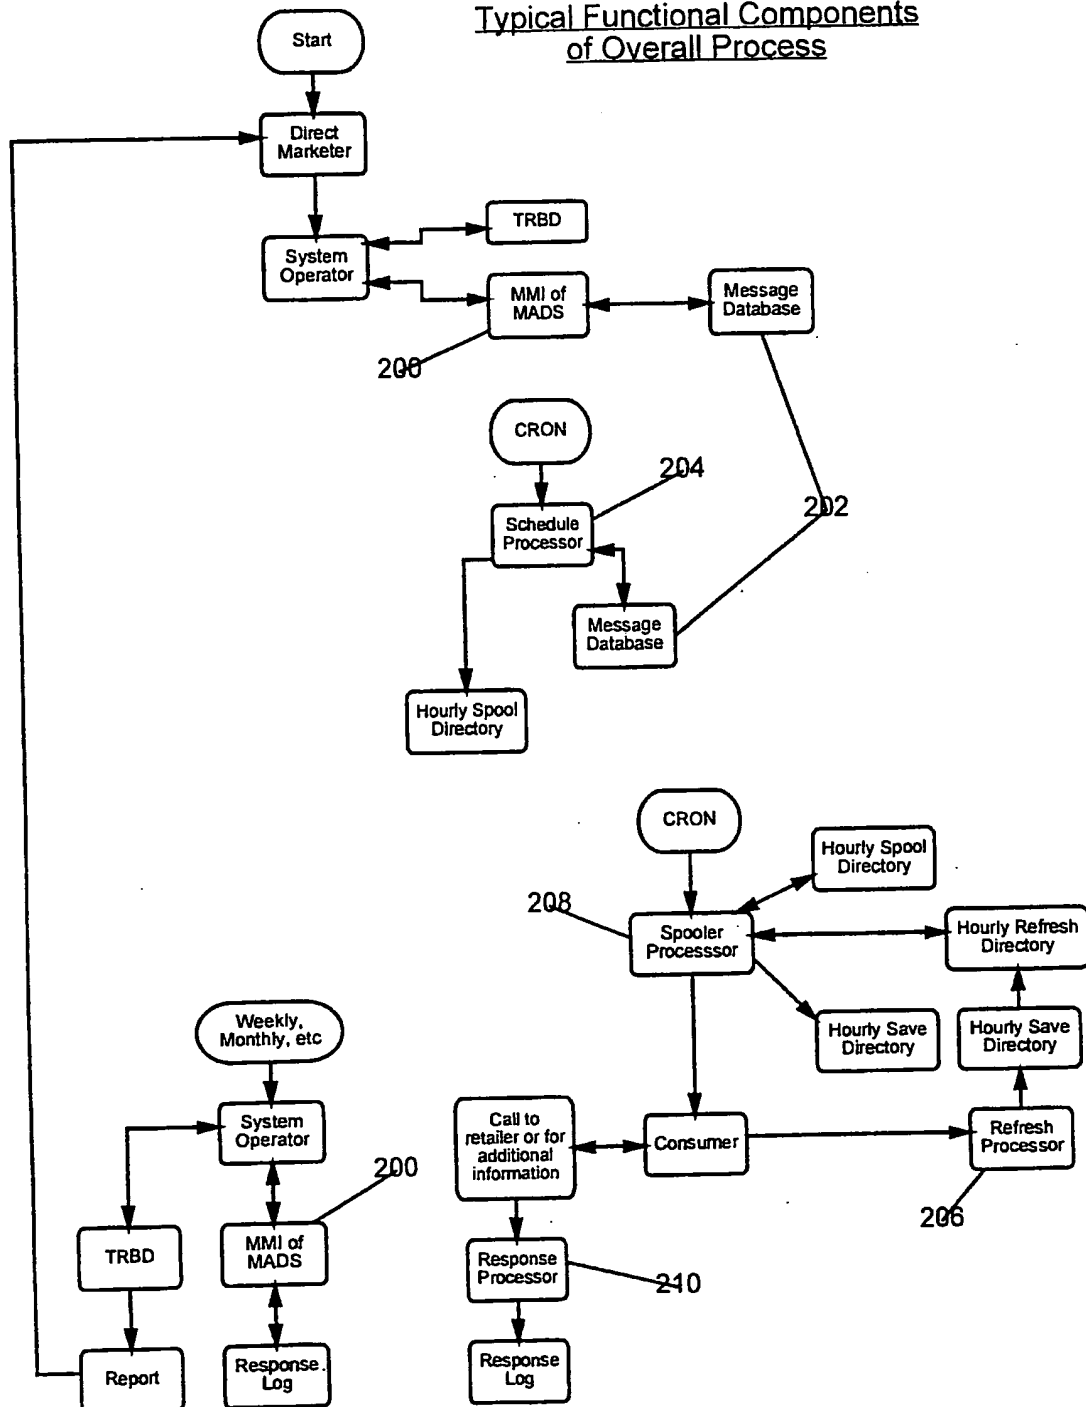 Typical Functional Components
of Overall Process
Start
Direct
Marketer
TRBD
System
Operator
MMI of
MADS
Message
Database
200
CRON
204
202
Schedule
Processor
Message
Database
Hourly Spool
Directory
CRON
Hourly Spool
Directory
208
Spooler
Processsor
Hourly Refresh
Directory
Hourly Save
Directory
Hourly Save
Directory
Weekly,
Monthly, etc
System
Operator
Call to
retailer or for
additional
information
Consumer
Refresh
Processor
200
206
TRBD
MMI of
MADS
Response
Processor
210
Report
Response
Log
Response
Log